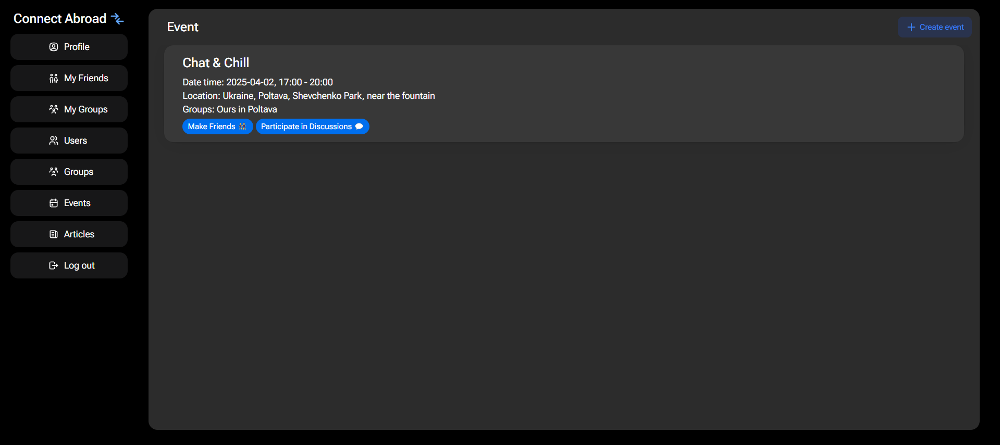 Connect Abroad
Profile
My Friends
My Groups
Users
Groups
Events
Articles
Log out
Event
Create event
Chat & Chill
Date time: 2025-04-02, 17:00 - 20:00
Location: Ukraine, Poltava, Shevchenko Park, near the fountain
Groups: Ours in Poltava
Make Friends 👭 Participate in Discussions 💬